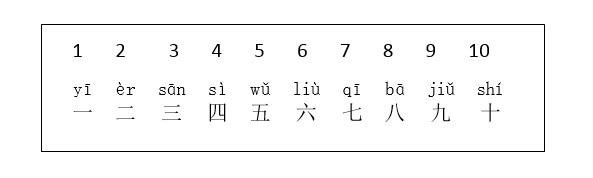 1 2 3 4 5 6 7 8 9 10
yī èr sān sì wǔ liù qī bā jiǔ shí
一 二 三 四 五 六 七 八 九 十